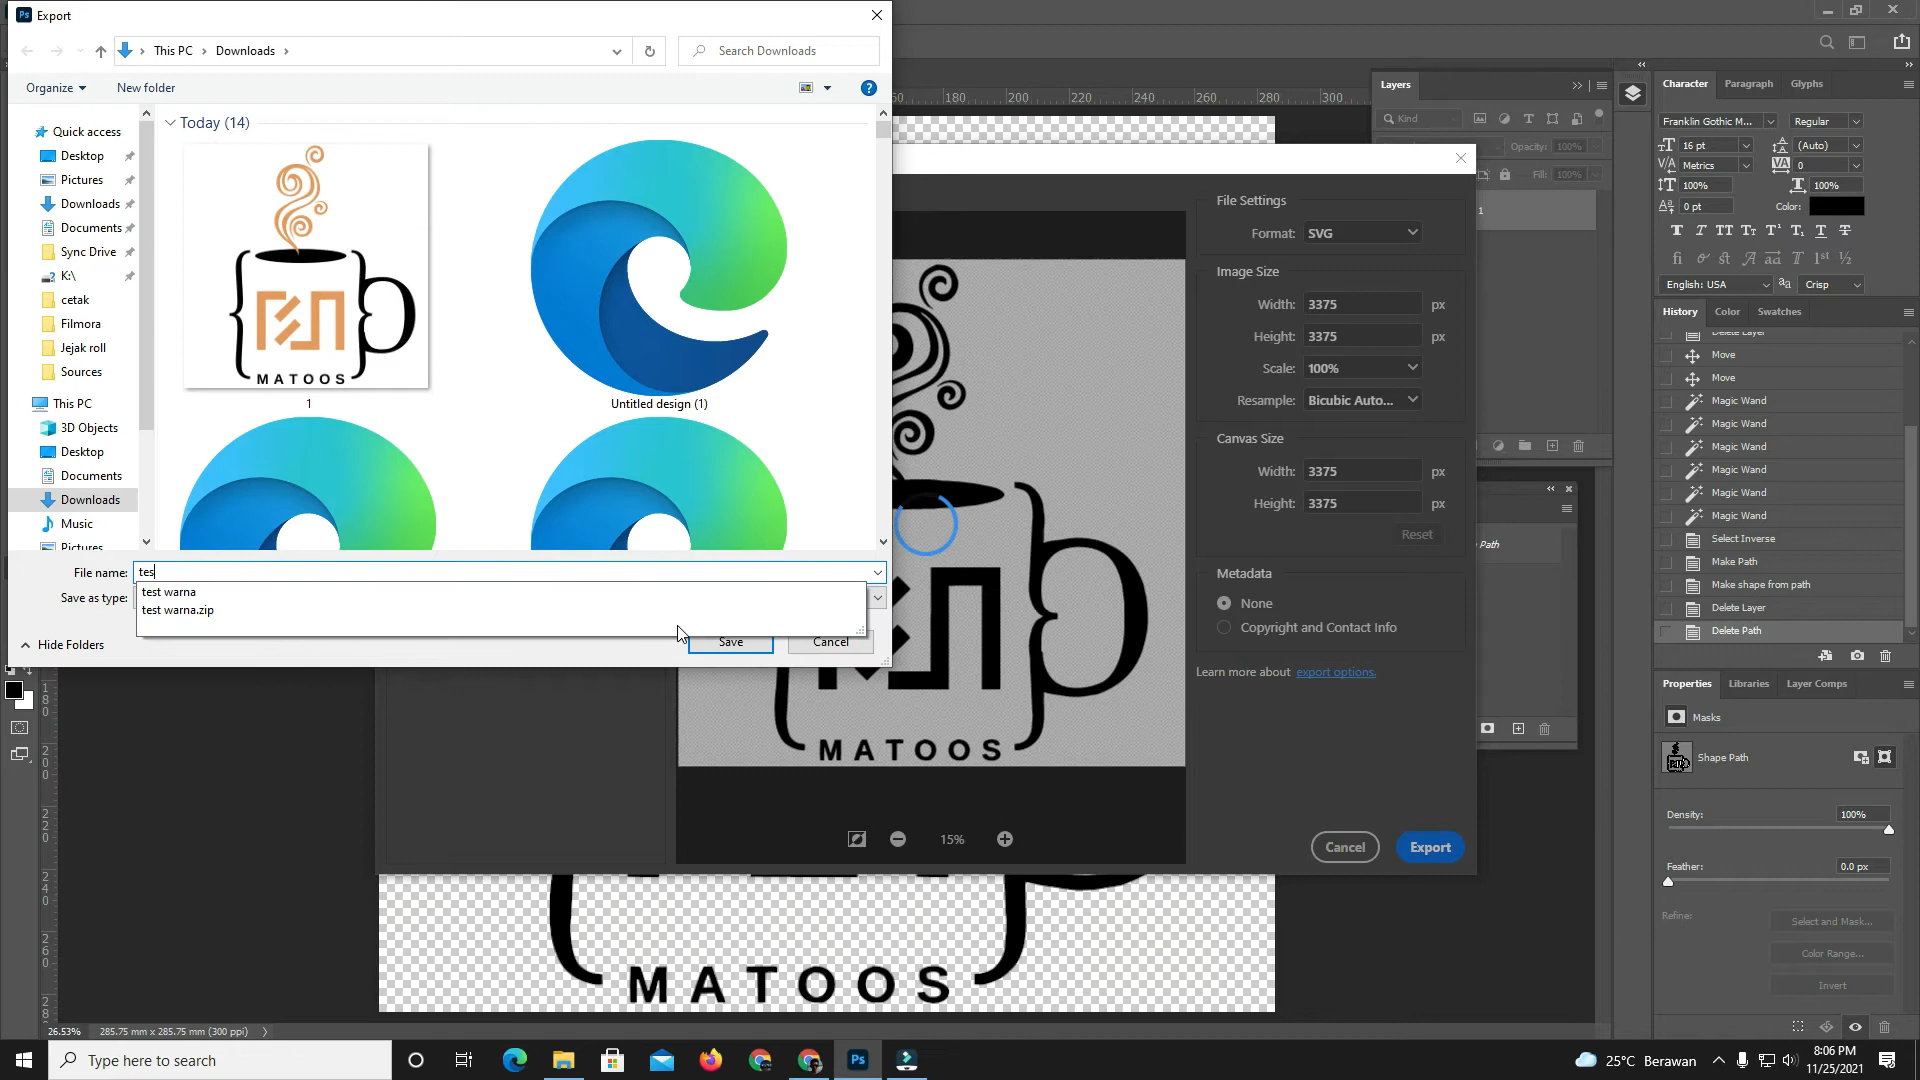 Export
This PC
Downloads
Search Downloads
Organize
New folder
Quick access
Desktop
Pictures
Downloads
Documents
Sync Drive
K:\
cetak
Filmora
Jejak roll
Sources
This PC
3D Objects
Desktop
Documents
Downloads
Music
Pictures
Today (14)
MATOOS
1
Untitled design (1)
File name:
tes
test warna
test warna.zip
Save as type:
Hide Folders
Save
Cancel
180
200
220
240
260
280
300
MATOOS
15%
File Settings
Format:
SVG
Image Size
Width:
3375
px
Height:
3375
px
Scale:
100%
Resample:
Bicubic Auto...
Canvas Size
Width:
3375
px
Height:
3375
px
Reset
Metadata
None
Copyright and Contact Info
Learn more about export options.
Cancel
Export
MATOOS
26.53%
285.75 mm x 285.75 mm (300 ppi)
Layers
Kind
Opacity:
100%
Fill:
100%
1
Path
Character
Paragraph
Glyphs
Franklin Gothic M...
Regular
16 pt
(Auto)
Metrics
0
100%
100%
0 pt
Color:
English: USA
Crisp
History
Color
Swatches
Delete Layer
Move
Move
Magic Wand
Magic Wand
Magic Wand
Magic Wand
Magic Wand
Magic Wand
Select Inverse
Make Path
Make shape from path
Delete Layer
Delete Path
Properties
Libraries
Layer Comps
Masks
Shape Path
Density:
100%
Feather:
0.0 px
Refine:
Select and Mask...
Color Range...
Invert
Type here to search
25°C Berawan
8:06 PM
11/25/2021